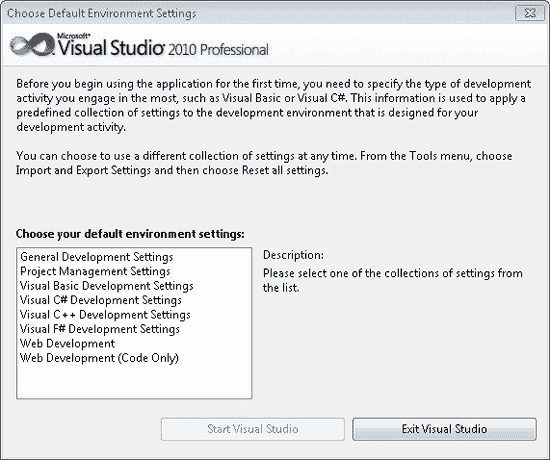 Choose Default Environment Settings
Microsoft®
Visual Studio® 2010 Professional
Before you begin using the application for the first time, you need to specify the type of development
activity you engage in the most, such as Visual Basic or Visual C#. This information is used to apply a
predefined collection of settings to the development environment that is designed for your
development activity.
You can choose to use a different collection of settings at any time. From the Tools menu, choose
Import and Export Settings and then choose Reset all settings.
Choose your default environment settings:
General Development Settings
Project Management Settings
Visual Basic Development Settings
Visual C# Development Settings
Visual C++ Development Settings
Visual F# Development Settings
Web Development
Web Development (Code Only)
Description:
Please select one of the collections of settings from
the list.
Start Visual Studio
Exit Visual Studio